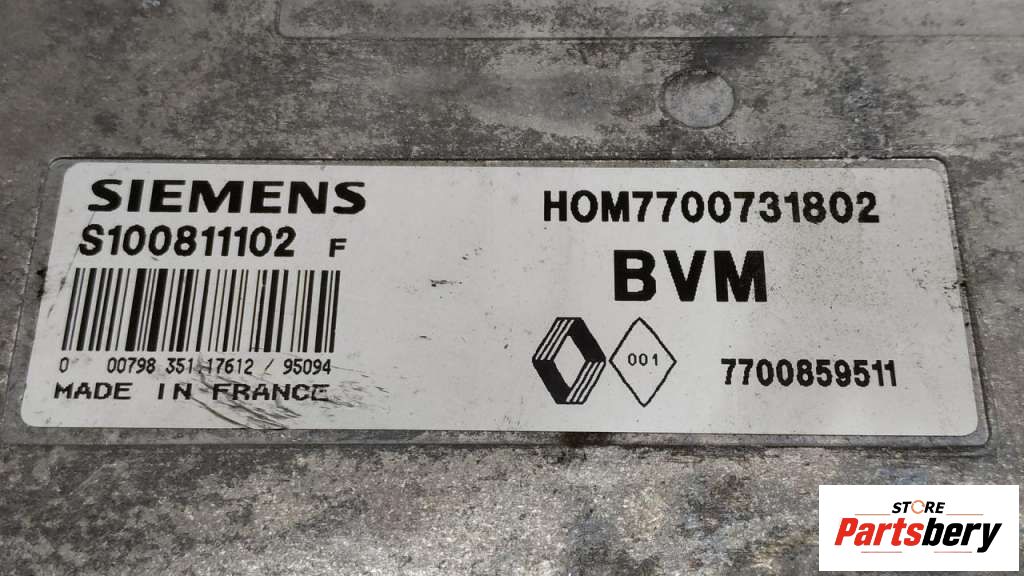 SIEMENS
S100811102 F
0 00798 351 17612 / 95094
MADE IN FRANCE
HOM7700731802
BVM
001
7700859511
STORE
Partsbery